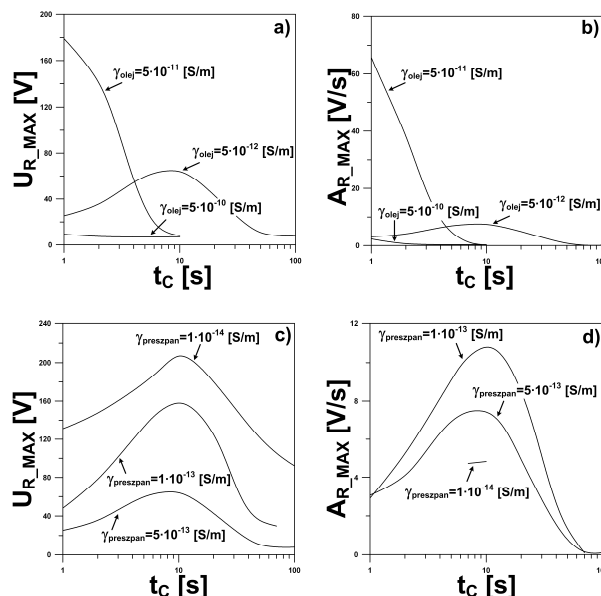 a)
U_R_MAX [V]
200
160
120
80
40
0
γ_olej=5·10^-11 [S/m]
γ_olej=5·10^-12 [S/m]
γ_olej=5·10^-10 [S/m]
1 10 100
t_C [s]
b)
A_R_MAX [V/s]
80
60
40
20
0
γ_olej=5·10^-11 [S/m]
γ_olej=5·10^-10 [S/m]
γ_olej=5·10^-12 [S/m]
1 10 100
t_C [s]
c)
U_R_MAX [V]
240
200
160
120
80
40
0
γ_preszpan=1·10^-14 [S/m]
γ_preszpan=1·10^-13 [S/m]
γ_preszpan=5·10^-13 [S/m]
1 10 100
t_C [s]
d)
A_R_MAX [V/s]
12
8
4
0
γ_preszpan=1·10^-13 [S/m]
γ_preszpan=5·10^-13 [S/m]
γ_preszpan=1·10^-14 [S/m]
1 10 100
t_C [s]